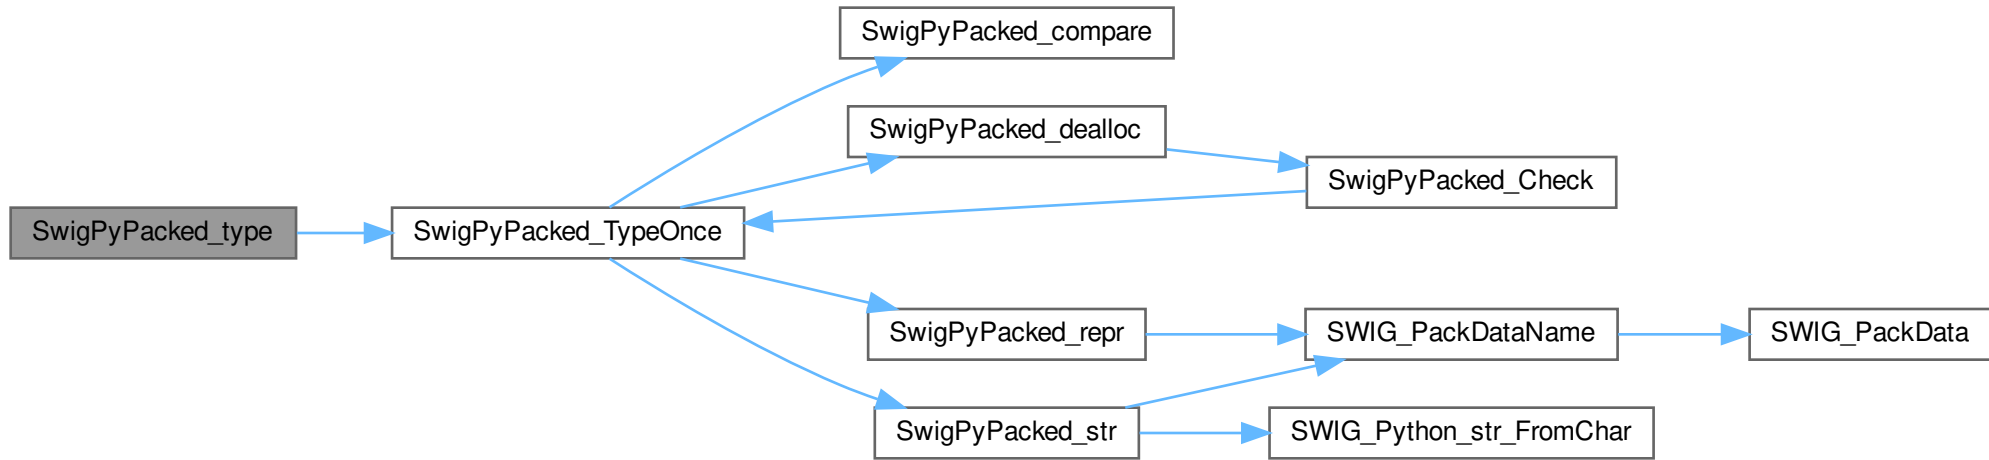 SwigPyPacked_compare
SwigPyPacked_dealloc
SwigPyPacked_Check
SwigPyPacked_type
SwigPyPacked_TypeOnce
SwigPyPacked_repr
SWIG_PackDataName
SWIG_PackData
SwigPyPacked_str
SWIG_Python_str_FromChar